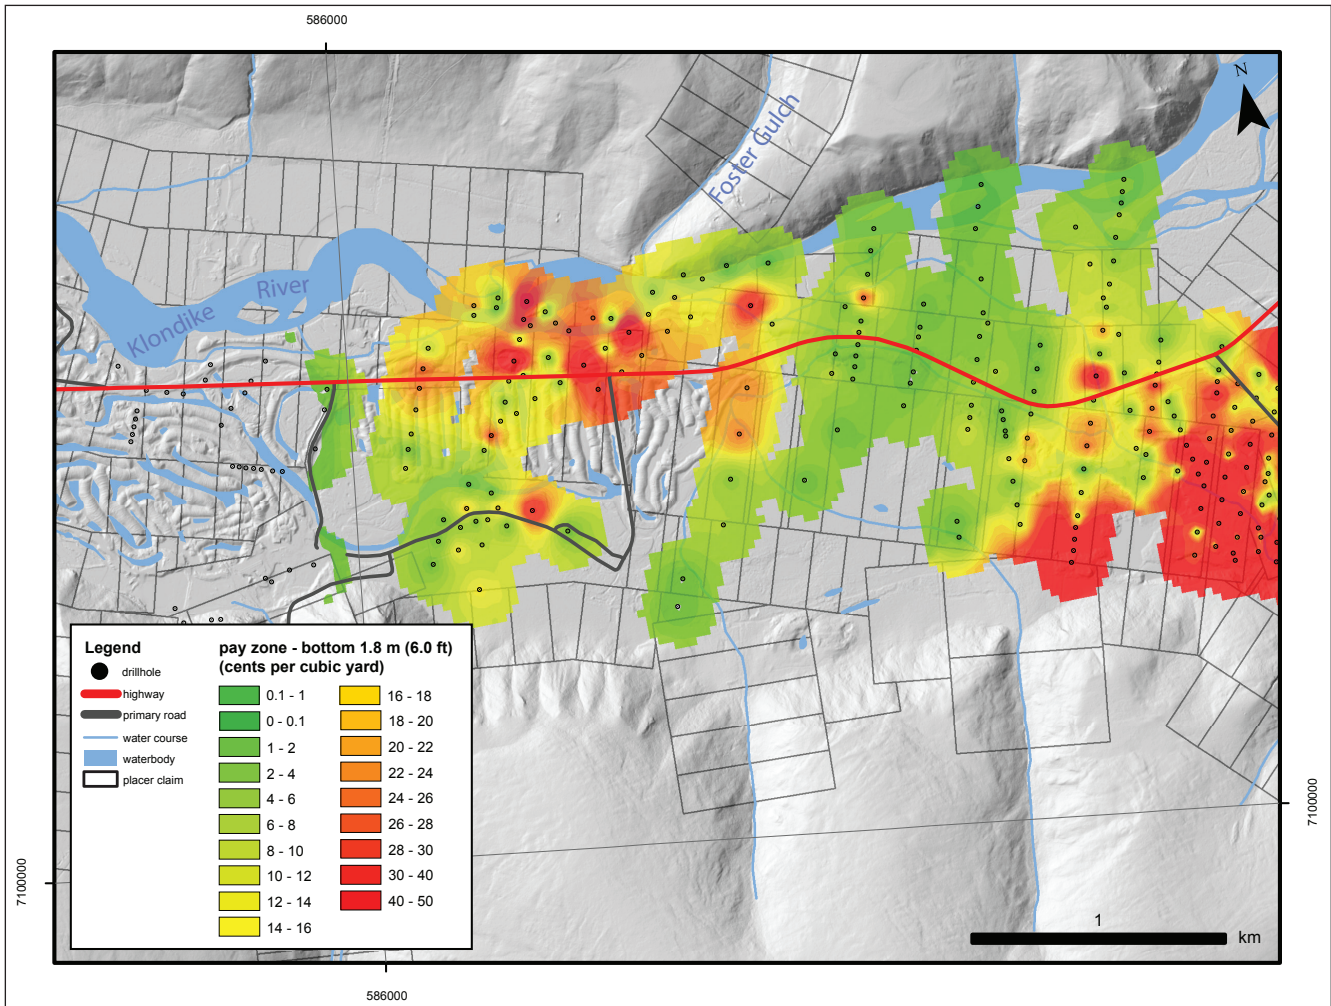 586000
N
Foster Gulch
River
Klondike
Legend
drillhole
highway
primary road
water course
waterbody
placer claim
pay zone - bottom 1.8 m (6.0 ft)
(cents per cubic yard)
0.1 - 1
0 - 0.1
1 - 2
2 - 4
4 - 6
6 - 8
8 - 10
10 - 12
12 - 14
14 - 16
16 - 18
18 - 20
20 - 22
22 - 24
24 - 26
26 - 28
28 - 30
30 - 40
40 - 50
7100000
7100000
1
km
586000